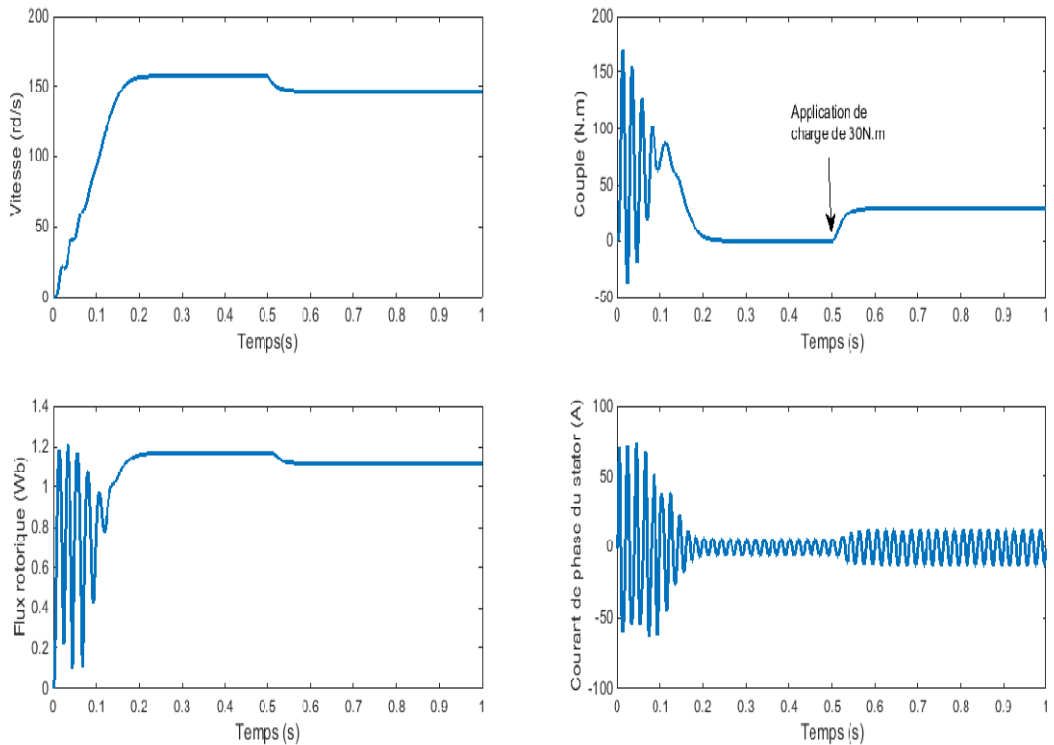 200
150
100
50
0
Vitesse (rd/s)
0 0.1 0.2 0.3 0.4 0.5 0.6 0.7 0.8 0.9 1
Temps(s)
200
150
100
50
0
-50
Couple (N.m)
Application de
charge de 30N.m
0 0.1 0.2 0.3 0.4 0.5 0.6 0.7 0.8 0.9 1
Temps (s)
1.4
1.2
1
0.8
0.6
0.4
0.2
0
Flux rotorique (Wb)
0 0.1 0.2 0.3 0.4 0.5 0.6 0.7 0.8 0.9 1
Temps (s)
100
50
0
-50
-100
Courant de phase du stator (A)
0 0.1 0.2 0.3 0.4 0.5 0.6 0.7 0.8 0.9 1
Temps (s)